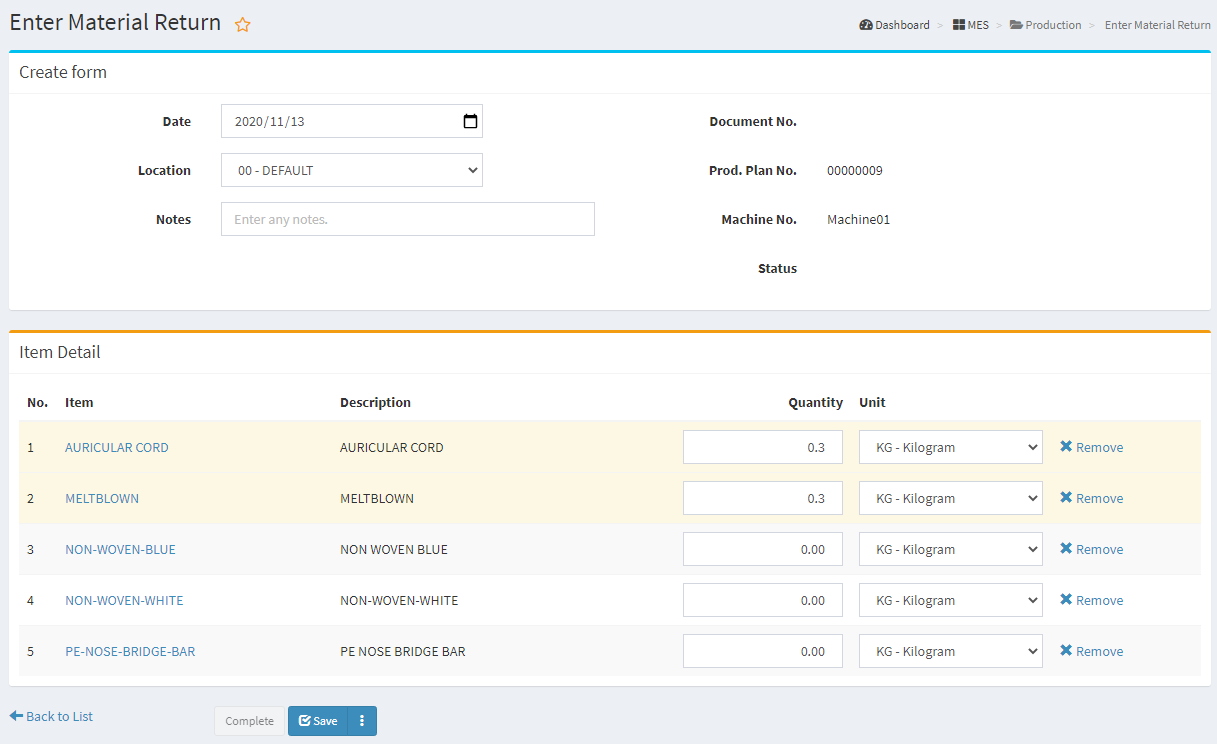 Enter Material Return
Dashboard > MES > Production > Enter Material Return
Create form
Date 2020/11/13 Document No.
Location 00 - DEFAULT Prod. Plan No. 00000009
Notes Enter any notes. Machine No. Machine01
Status
Item Detail
No. Item Description Quantity Unit
1 AURICULAR CORD AURICULAR CORD 0.3 KG - Kilogram Remove
2 MELTBLOWN MELTBLOWN 0.3 KG - Kilogram Remove
3 NON-WOVEN-BLUE NON WOVEN BLUE 0.00 KG - Kilogram Remove
4 NON-WOVEN-WHITE NON-WOVEN-WHITE 0.00 KG - Kilogram Remove
5 PE-NOSE-BRIDGE-BAR PE NOSE BRIDGE BAR 0.00 KG - Kilogram Remove
Back to List Complete Save